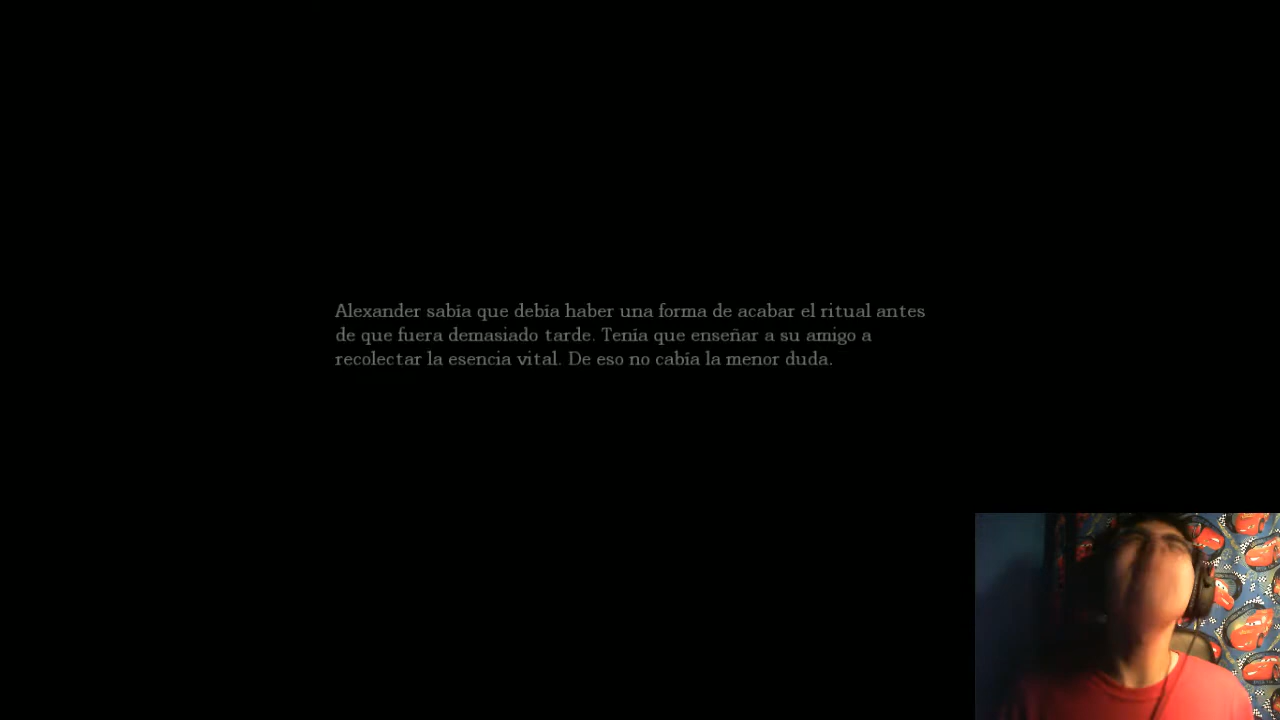 Alexander sabía que debía haber una forma de acabar el ritual antes
de que fuera demasiado tarde. Tenía que enseñar a su amigo a
recolectar la esencia vital. De eso no cabía la menor duda.